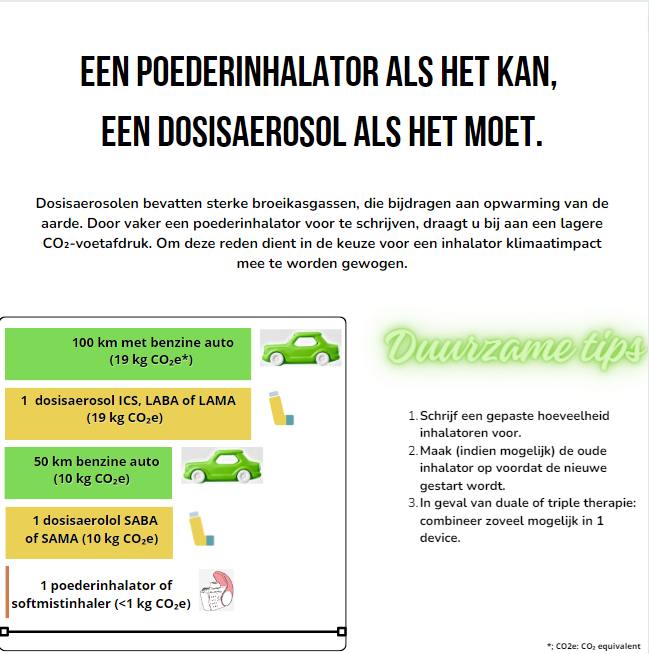 EEN POEDERINHALATOR ALS HET KAN,
EEN DOSISAEROSOL ALS HET MOET.
Dosisaerosolen bevatten sterke broeikasgassen, die bijdragen aan opwarming van de
aarde. Door vaker een poederinhalator voor te schrijven, draagt u bij aan een lagere
CO₂-voetafdruk. Om deze reden dient in de keuze voor een inhalator klimaatimpact
mee te worden gewogen.
100 km met benzine auto
(19 kg CO₂e*)
1 dosisaerosol ICS, LABA of LAMA
(19 kg CO₂e)
50 km benzine auto
(10 kg CO₂e)
1 dosisaerolol SABA
of SAMA (10 kg CO₂e)
1 poederinhalator of
softmistinhaler (<1 kg CO₂e)
Duurzame tips
1. Schrijf een gepaste hoeveelheid
inhalatoren voor.
2. Maak (indien mogelijk) de oude
inhalator op voordat de nieuwe
gestart wordt.
3. In geval van duale of triple therapie:
combineer zoveel mogelijk in 1
device.
*; CO2e: CO₂ equivalent